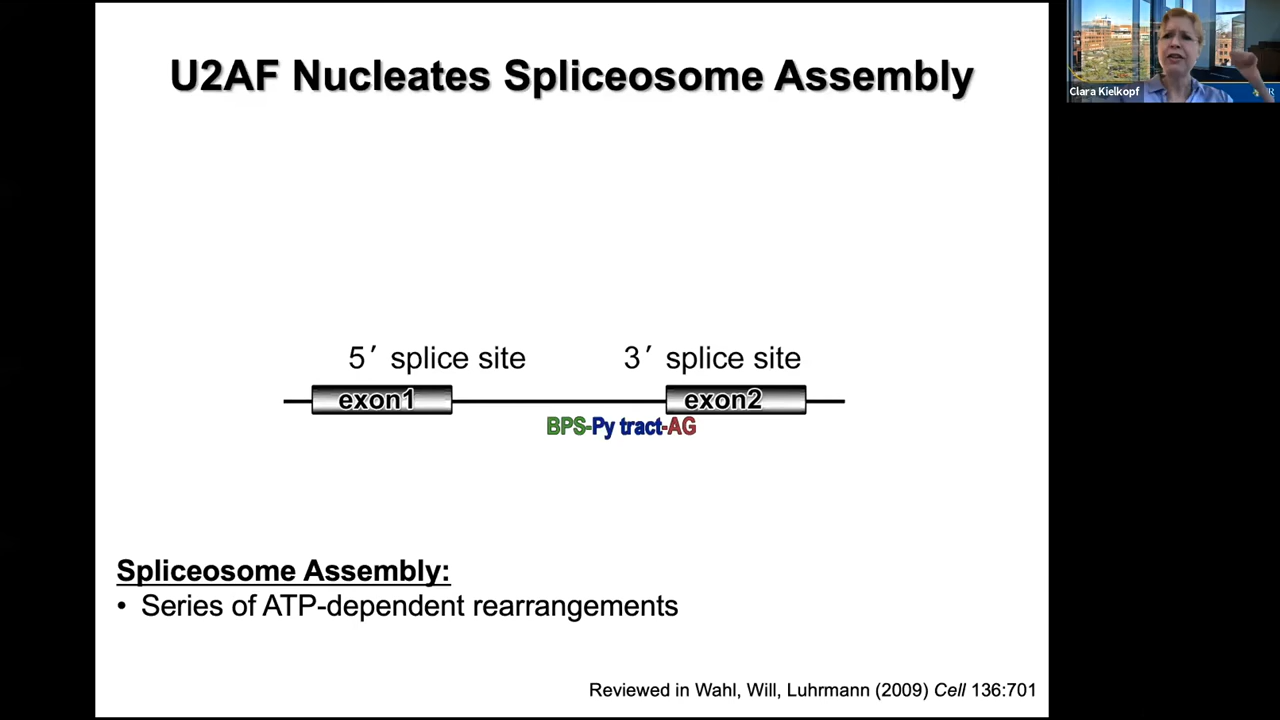 U2AF Nucleates Spliceosome Assembly
Clara Kielkopf
5′ splice site
3′ splice site
exon1
exon2
BPS-Py tract-AG
Spliceosome Assembly:
• Series of ATP-dependent rearrangements
Reviewed in Wahl, Will, Luhrmann (2009) Cell 136:701